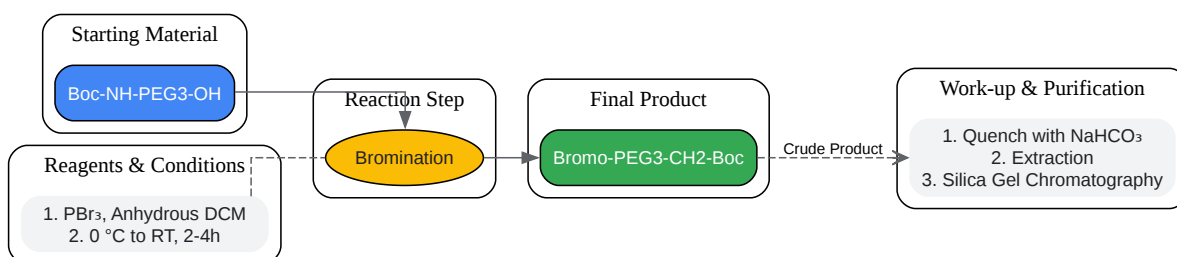 Starting Material
Boc-NH-PEG3-OH
Reagents & Conditions
1. PBr₃, Anhydrous DCM
2. 0 °C to RT, 2-4h
Reaction Step
Bromination
Final Product
Bromo-PEG3-CH2-Boc
Crude Product
Work-up & Purification
1. Quench with NaHCO₃
2. Extraction
3. Silica Gel Chromatography